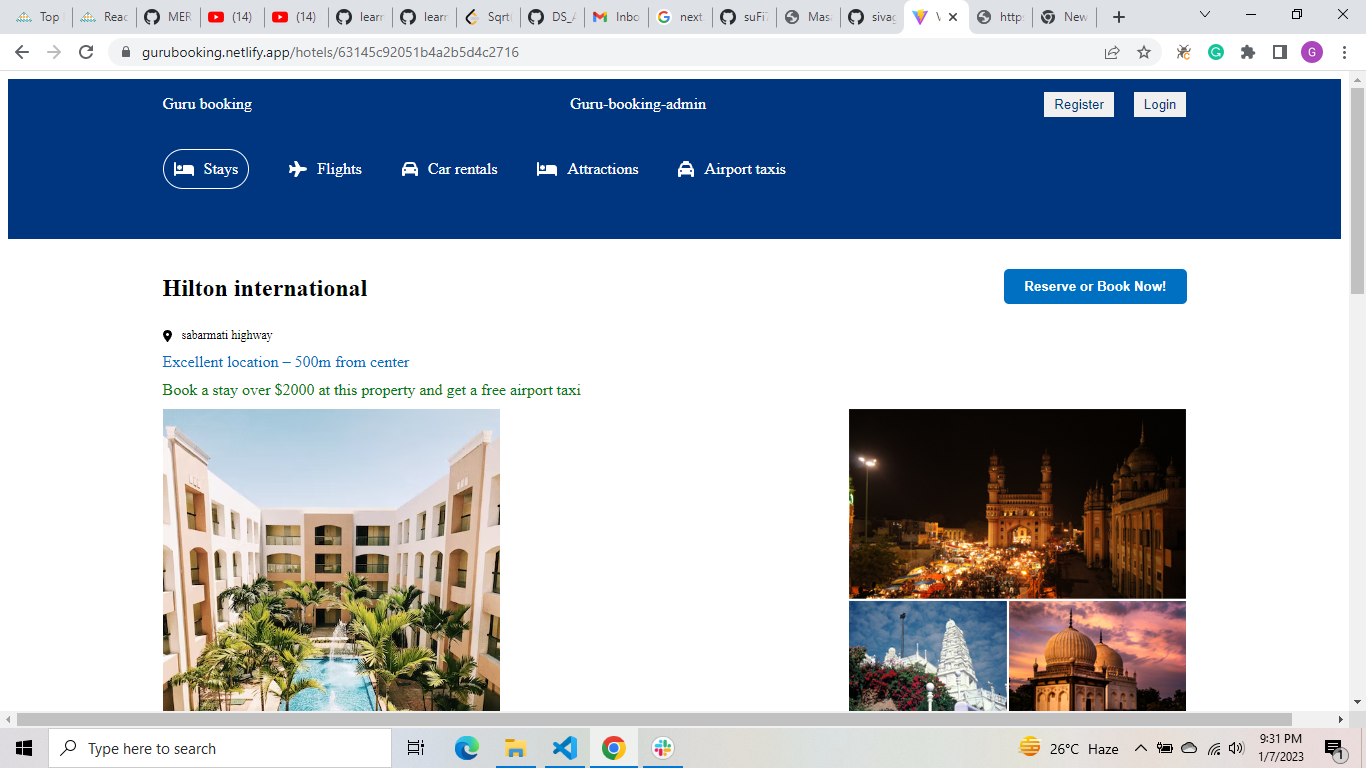 Top
Reac
MER
(14)
(14)
learn
learn
Sqrt(
DS_A
Inbo
next
suFi
Masa
sivag
https
New
gurubooking.netlify.app/hotels/63145c92051b4a2b5d4c2716
G
Guru booking
Guru-booking-admin
Register
Login
Stays
Flights
Car rentals
Attractions
Airport taxis
Hilton international
Reserve or Book Now!
sabarmati highway
Excellent location – 500m from center
Book a stay over $2000 at this property and get a free airport taxi
Type here to search
26°C Haze
9:31 PM
1/7/2023
1